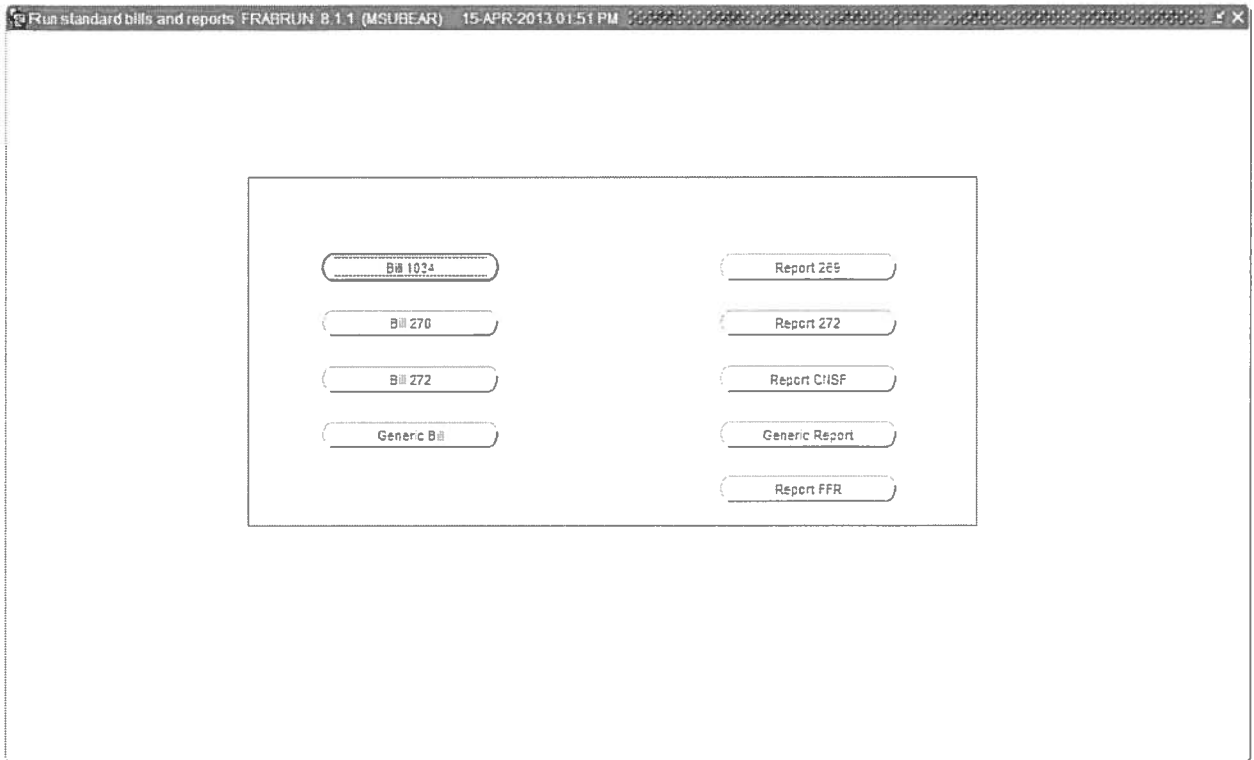 Run standard bills and reports FRABRUN 8.1.1 (MSUBEAR) 15-APR-2013 01:51 PM
Bill 1034
Report 269
Bill 270
Report 272
Bill 272
Report CNSF
Generic Bill
Generic Report
Report FFR